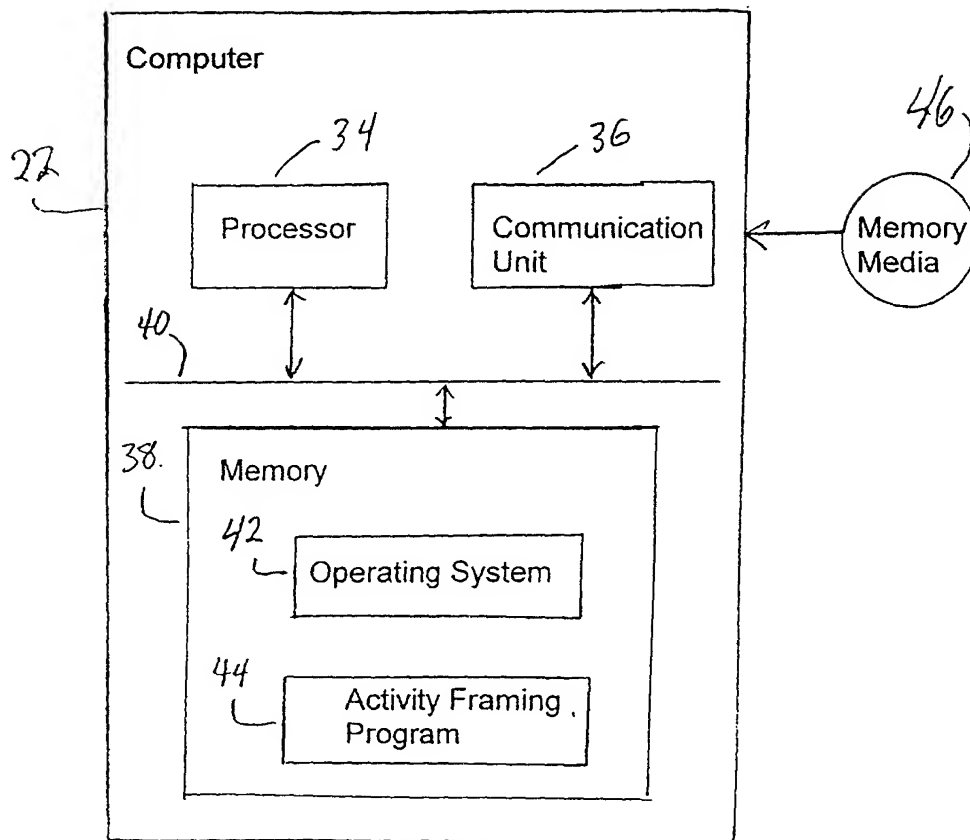 Computer
46
34
36
22
Processor
Communication
Unit
Memory
Media
40
38.
Memory
42
Operating System
44
Activity Framing
Program